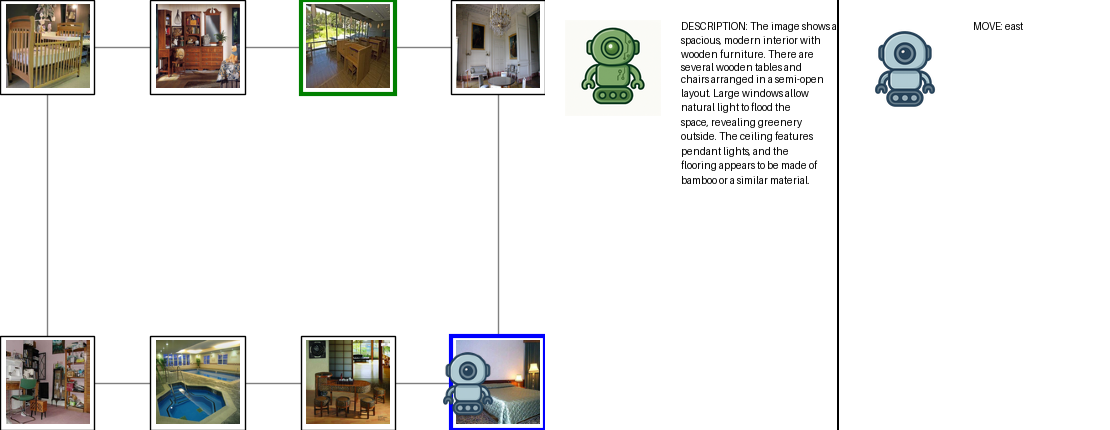 DESCRIPTION: The image shows a
spacious, modern interior with
wooden furniture. There are
several wooden tables and
chairs arranged in a semi-open
layout. Large windows allow
natural light to flood the
space, revealing greenery
outside. The ceiling features
pendant lights, and the
flooring appears to be made of
bamboo or a similar material.
MOVE: east